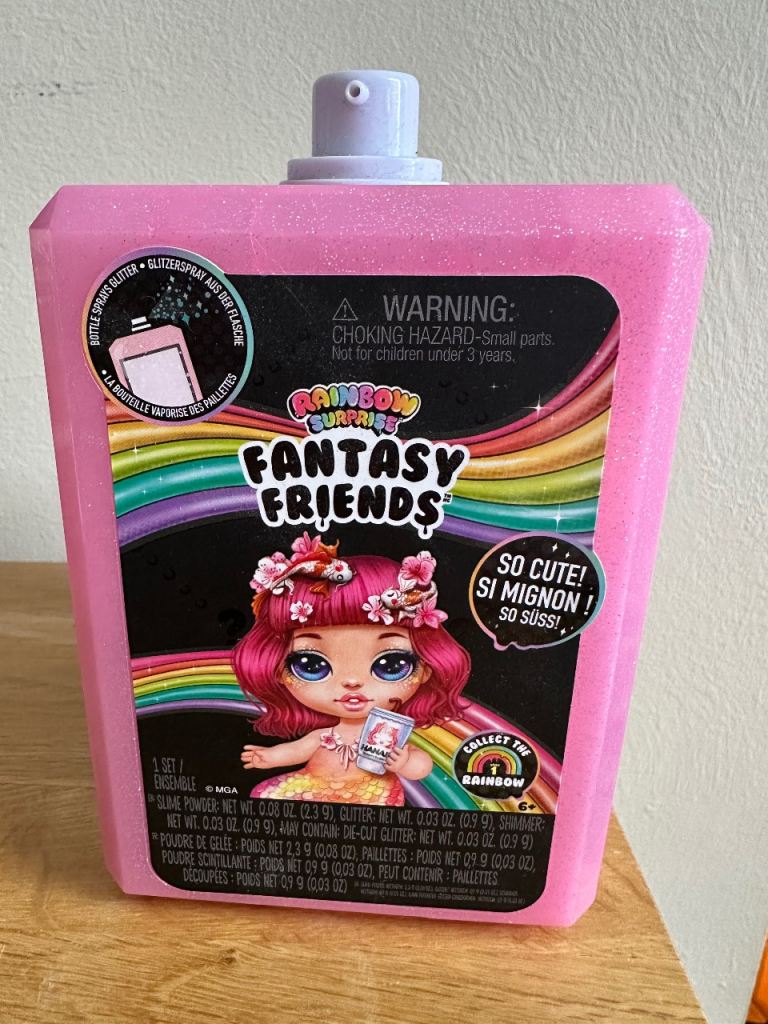 BOTTLE SPRAYS GLITTER • GLITZERSPRAY AUS DER FLASCHE
• LA BOUTEILLE VAPORISE DES PAILLETTES
WARNING:
CHOKING HAZARD-Small parts.
Not for children under 3 years.
RAINBOW
SURPRISE
FANTASY
FRIENDS™
SO CUTE!
SI MIGNON !
SO SÜSS!
HANAH
COLLECT THE
1
RAINBOW
6+
1 SET /
ENSEMBLE
© MGA
EN SLIME POWDER: NET WT. 0.08 OZ. (2.3 g), GLITTER: NET WT. 0.03 OZ. (0.9 g), SHIMMER:
NET WT. 0.03 OZ. (0.9 g), MAY CONTAIN: DIE-CUT GLITTER: NET WT. 0.03 OZ. (0.9 g)
FR POUDRE DE GELÉE : POIDS NET 2,3 g (0,08 OZ), PAILLETTES : POIDS NET 0,9 g (0,03 OZ),
POUDRE SCINTILLANTE : POIDS NET 0,9 g (0,03 OZ), PEUT CONTENIR : PAILLETTES
DÉCOUPÉES : POIDS NET 0,9 g (0,03 OZ)